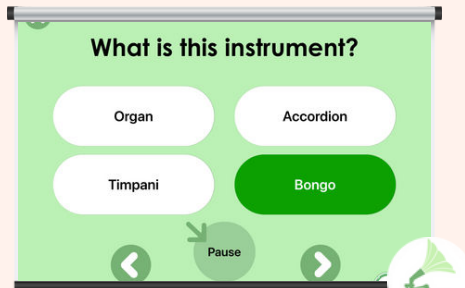 What is this instrument?
Organ
Accordion
Timpani
Bongo
Pause